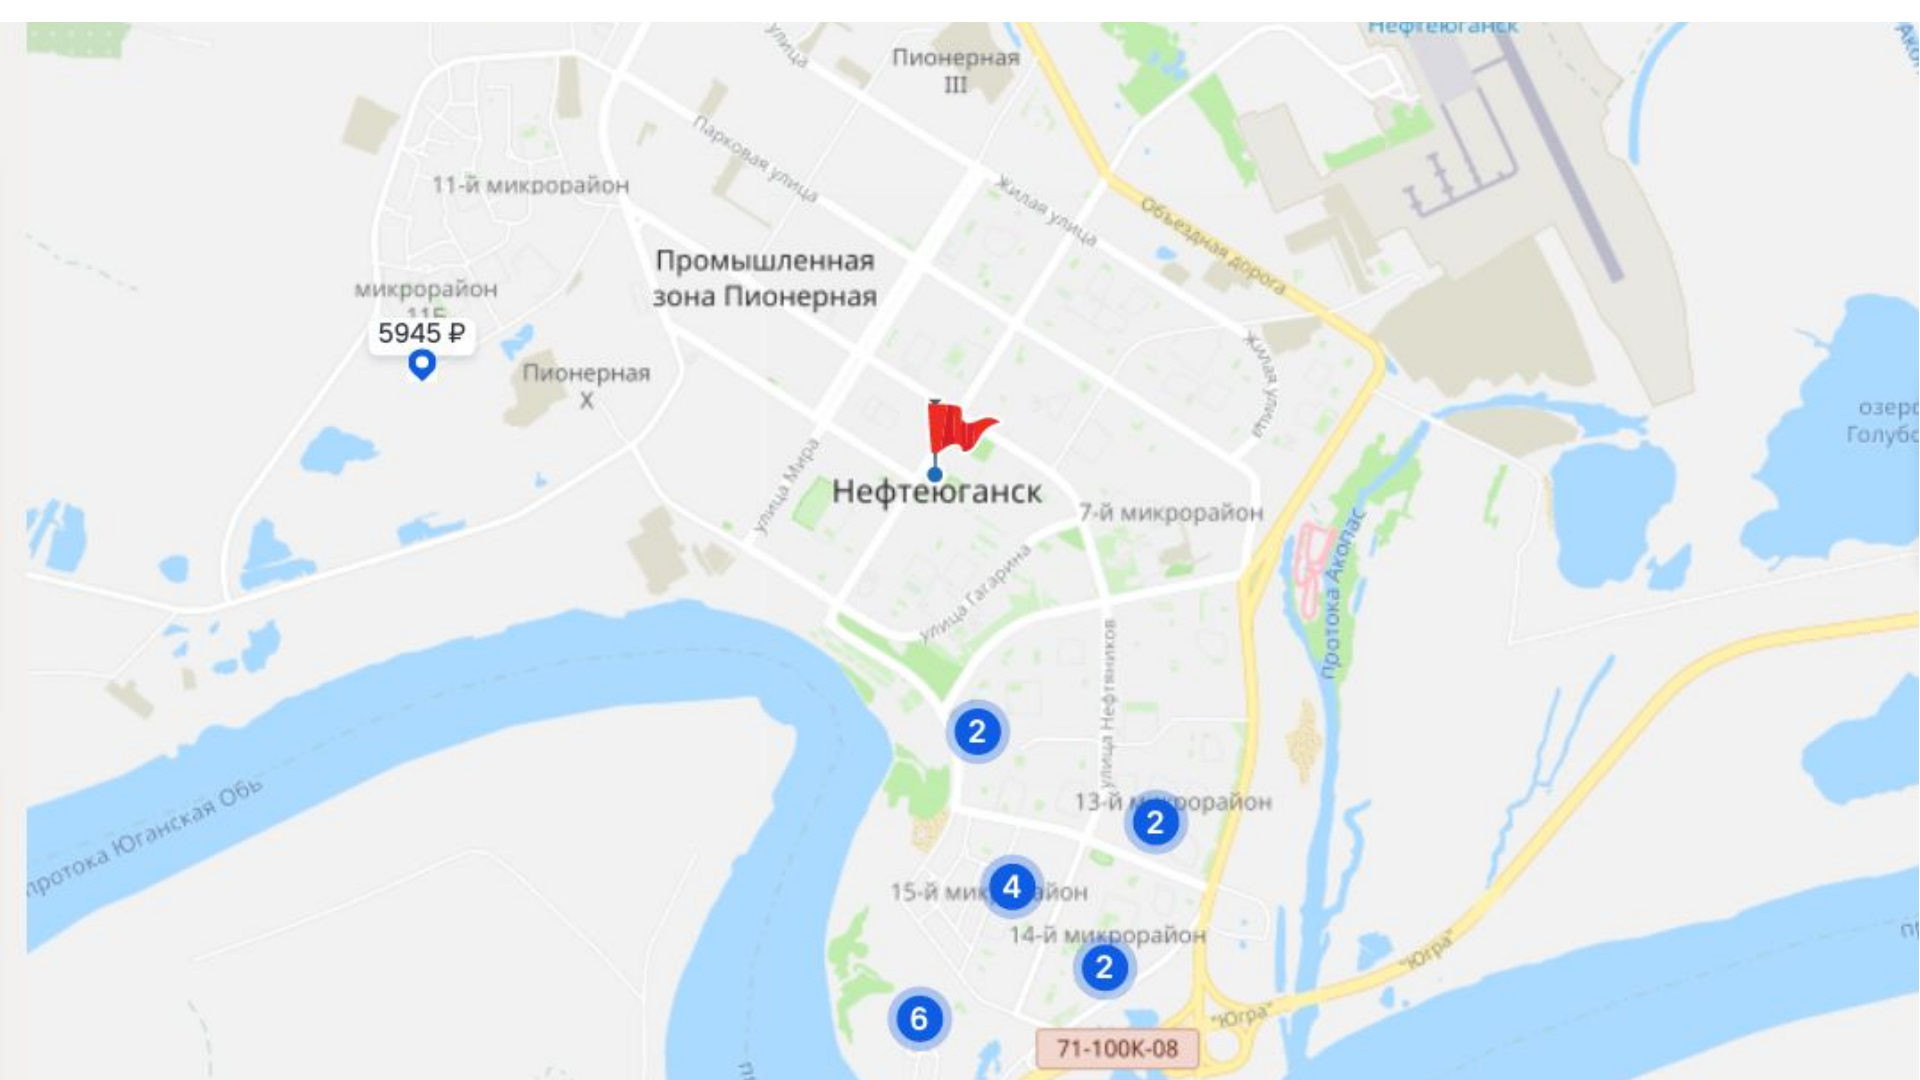 Нефтеюганск
улица
Пионерная
III
Парковая улица
11-й микрорайон
Жилая улица
Объездная дорога
Промышленная
зона Пионерная
микрорайон
11Б
5945 ₽
Пионерная
X
Жилая улица
озеро
Голубо
улица Мира
Нефтеюганск
7-й микрорайон
Протока Акопас
улица Гагарина
улица Нефтяников
2
протока Юганская Обь
13-й микрорайон
2
15-й микрорайон
4
14-й микрорайон
2
"Югра"
6
"Югра"
71-100К-08